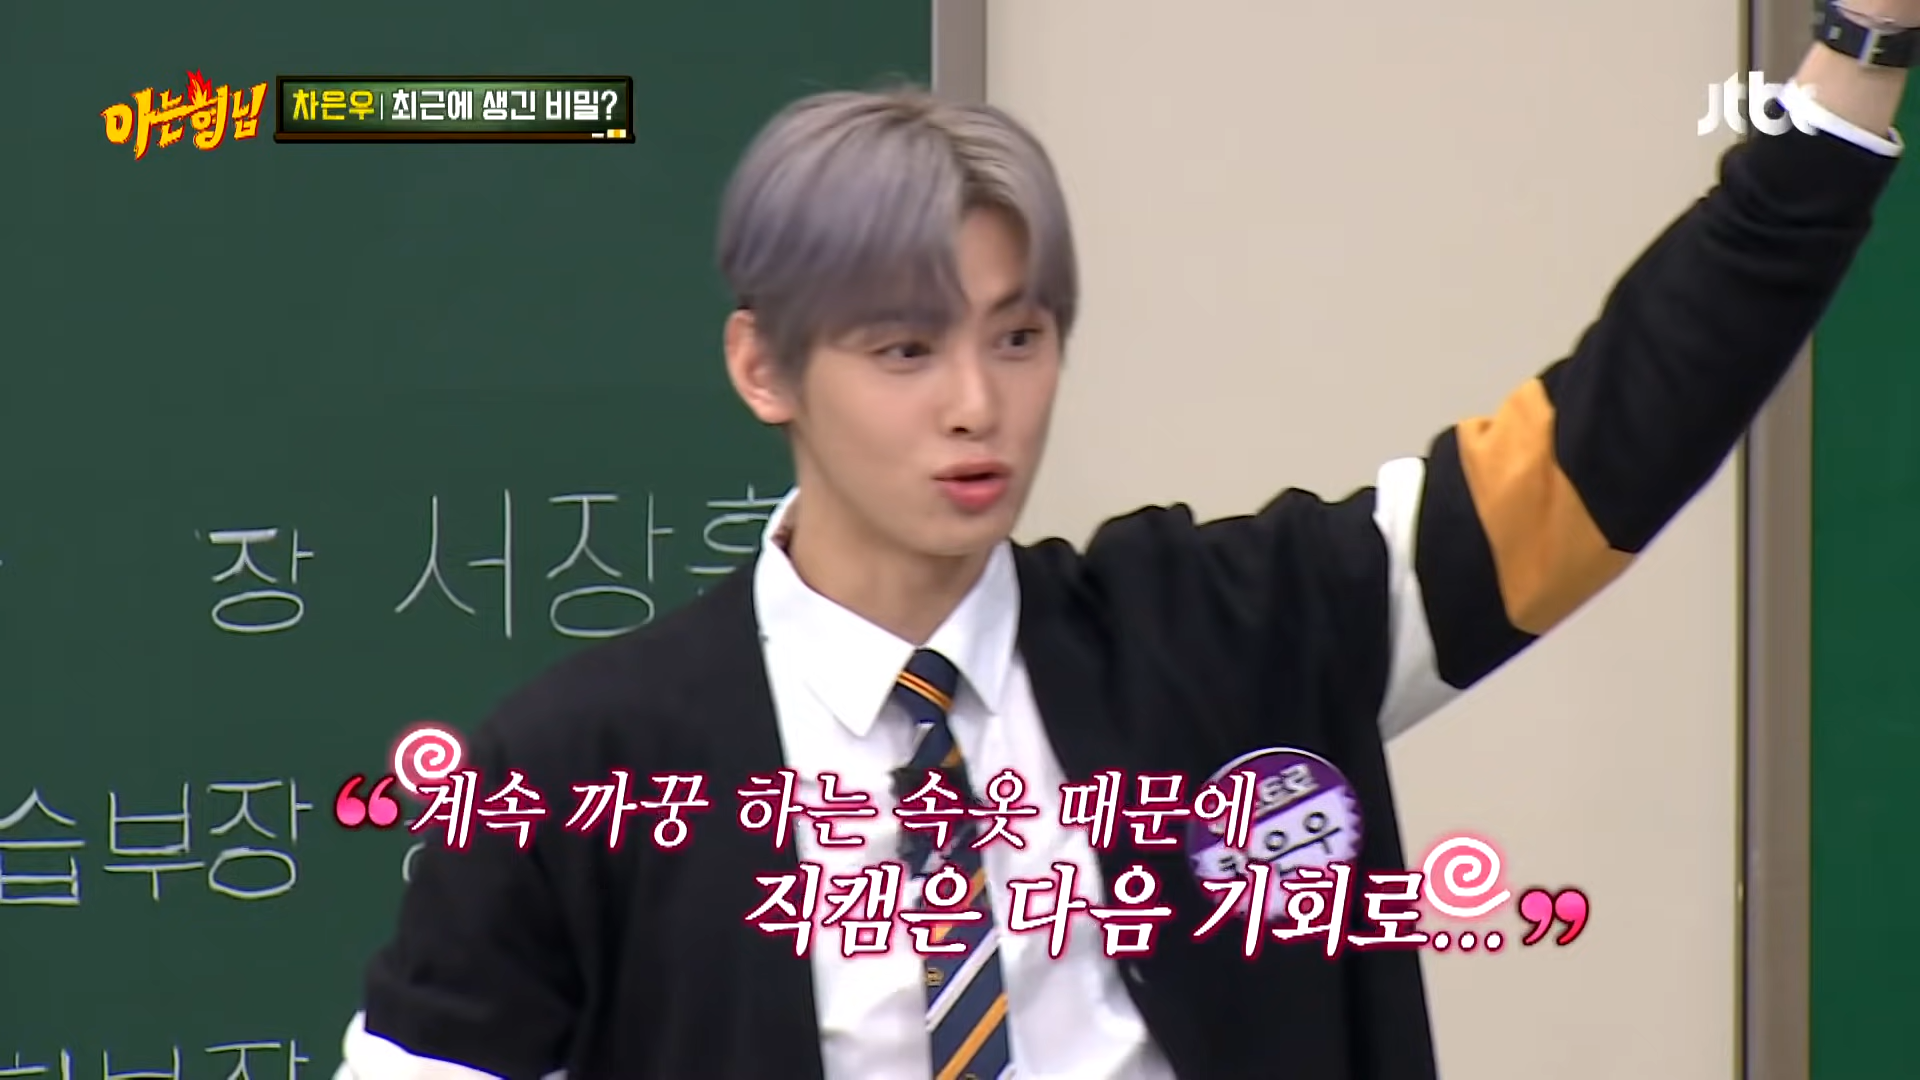 아는형님
차은우 | 최근에 생긴 비밀?
jtbc
장 서장훈
습부장
❝계속 까꿍 하는 속옷 때문에
직캠은 다음 기회로...❞